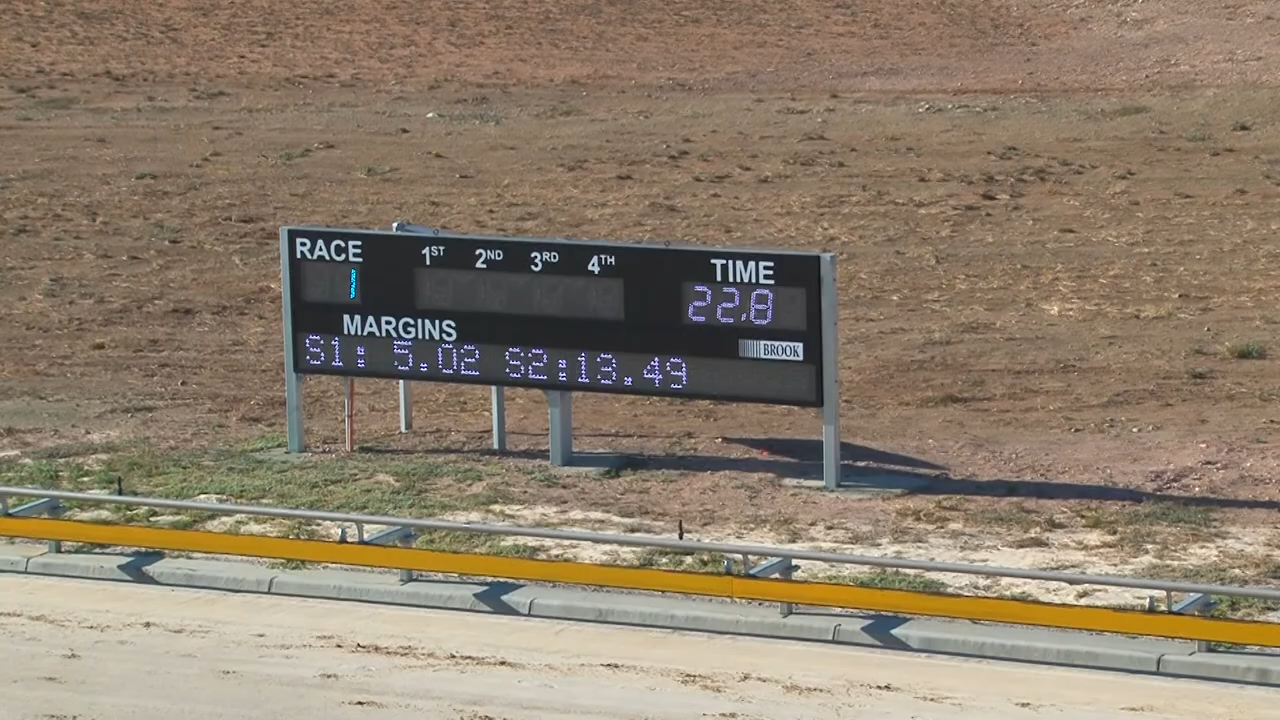 RACE 1ST 2ND 3RD 4TH TIME
1 22.8
MARGINS BROOK
S1: 5.02 S2:13.49